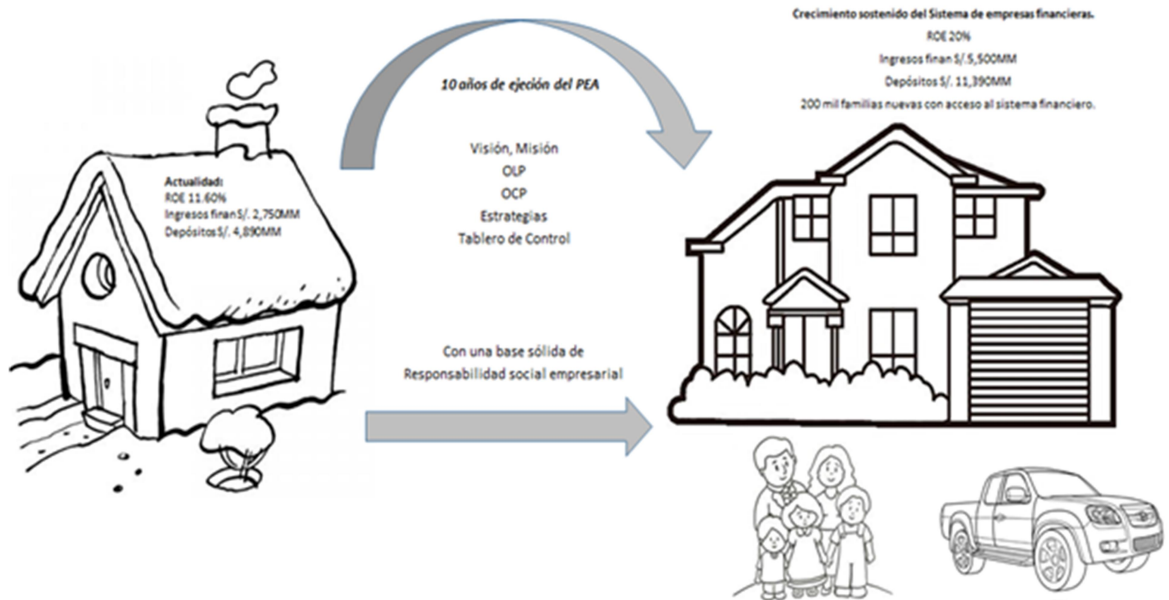 Actualidad:
ROE 11.60%
Ingresos finan S/. 2,750MM
Depósitos S/. 4,890MM
10 años de ejeción del PEA
Visión, Misión
OLP
OCP
Estrategias
Tablero de Control
Con una base sólida de
Responsabilidad social empresarial
Crecimiento sostenido del Sistema de empresas financieras.
ROE 20%
Ingresos finan S/.5,500MM
Depósitos S/. 11,390MM
200 mil familias nuevas con acceso al sistema financiero.